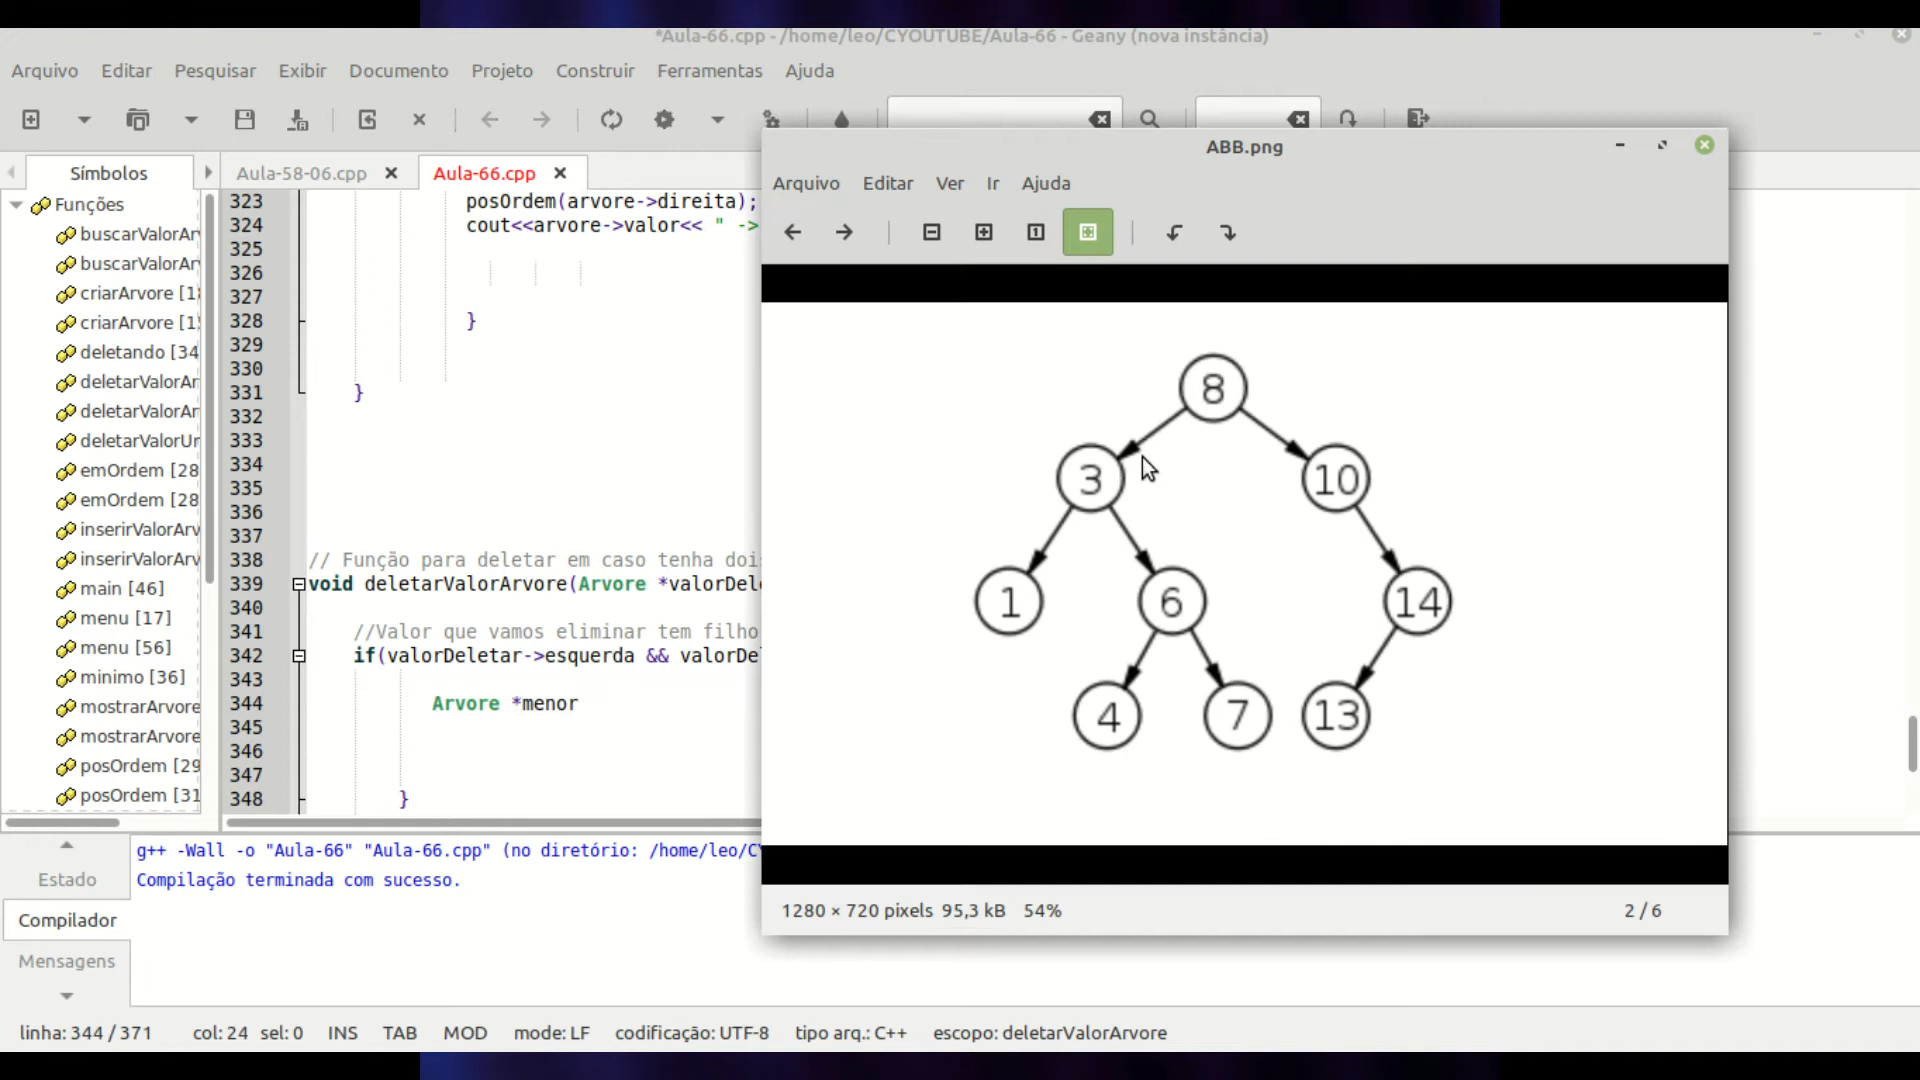 *Aula-66.cpp - /home/leo/CYOUTUBE/Aula-66 - Geany (nova instância)
Arquivo Editar Pesquisar Exibir Documento Projeto Construir Ferramentas Ajuda
Símbolos
Aula-58-06.cpp
Aula-66.cpp
Funções
buscarValorAr
buscarValorAr
criarArvore [1
criarArvore [1
deletando [34
deletarValorAr
deletarValorAr
deletarValorUr
emOrdem [28
emOrdem [28
inserirValorArv
inserirValorArv
main [46]
menu [17]
menu [56]
minimo [36]
mostrarArvore
mostrarArvore
posOrdem [29
posOrdem [31
323 posOrdem(arvore->direita);
324 cout<<arvore->valor<< " ->
325
326
327
328 }
329
330
331 }
332
333
334
335
336
337
338 // Função para deletar em caso tenha dois
339 void deletarValorArvore(Arvore *valorDel
340
341 //Valor que vamos eliminar tem filho
342 if(valorDeletar->esquerda && valorDe
343
344 Arvore *menor
345
346
347
348 }
ABB.png
Arquivo Editar Ver Ir Ajuda
1
8
3 10
1 6 14
4 7 13
1280 × 720 pixels 95,3 kB 54%
2 / 6
Estado
Compilador
Mensagens
g++ -Wall -o "Aula-66" "Aula-66.cpp" (no diretório: /home/leo/C
Compilação terminada com sucesso.
linha: 344 / 371 col: 24 sel: 0 INS TAB MOD mode: LF codificação: UTF-8 tipo arq.: C++ escopo: deletarValorArvore